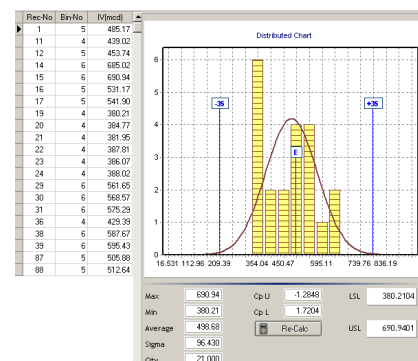 Rec-No Bin-No IV[mcd]
1 5 485.17
11 4 439.02
12 5 453.74
14 6 685.02
15 6 690.94
16 5 531.17
17 5 541.90
19 4 380.21
20 4 384.77
21 4 381.95
22 4 387.81
23 4 386.07
24 4 388.02
29 6 561.65
30 6 568.57
31 6 575.29
36 4 429.39
38 6 587.67
39 6 595.43
87 5 505.88
88 5 512.64
Distributed Chart
6
5
-3S +3S
4
E
3
2
1
0
16.531 112.96 209.39 354.04 450.47 595.11 739.76 836.19
Max 690.94 Cp U -1.2848 LSL 380.2104
Min 380.21 Cp L 1.7204
Average 498.68 Re-Calc USL 690.9401
Sigma 96.430
Qty 21.000